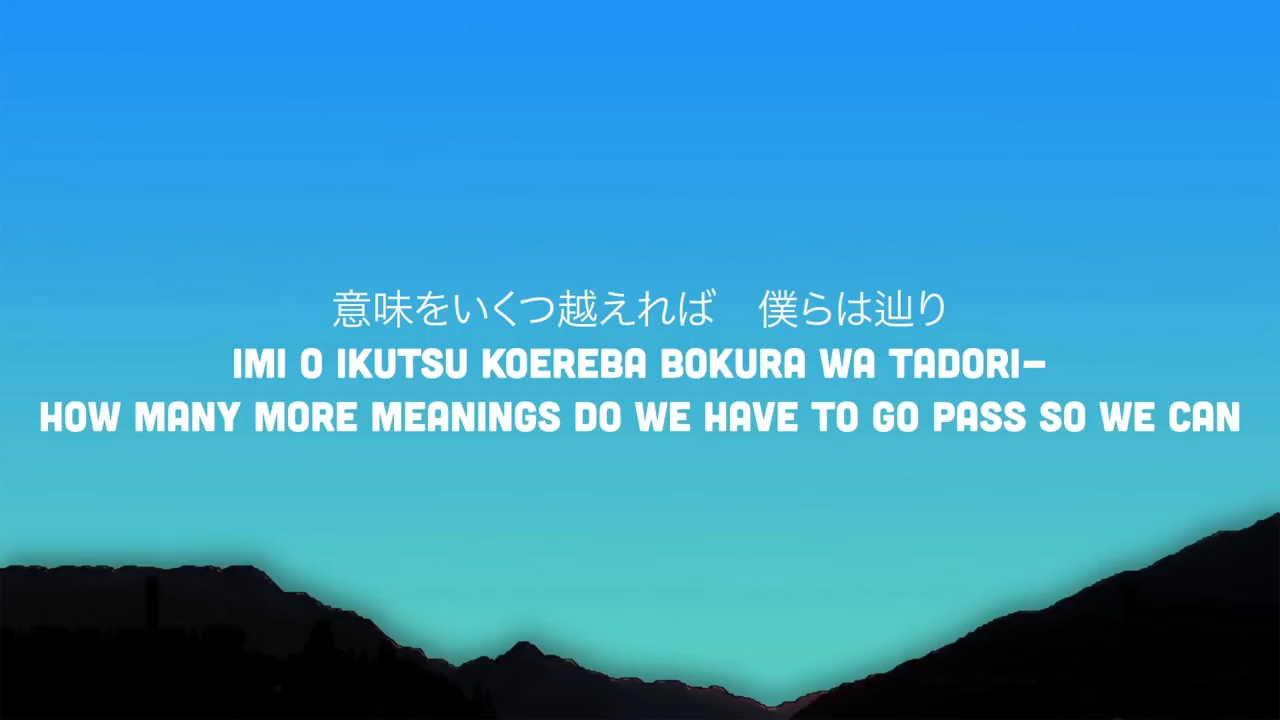 意味をいくつ越えれば　僕らは辿り
IMI O IKUTSU KOEREBA BOKURA WA TADORI-
HOW MANY MORE MEANINGS DO WE HAVE TO GO PASS SO WE CAN